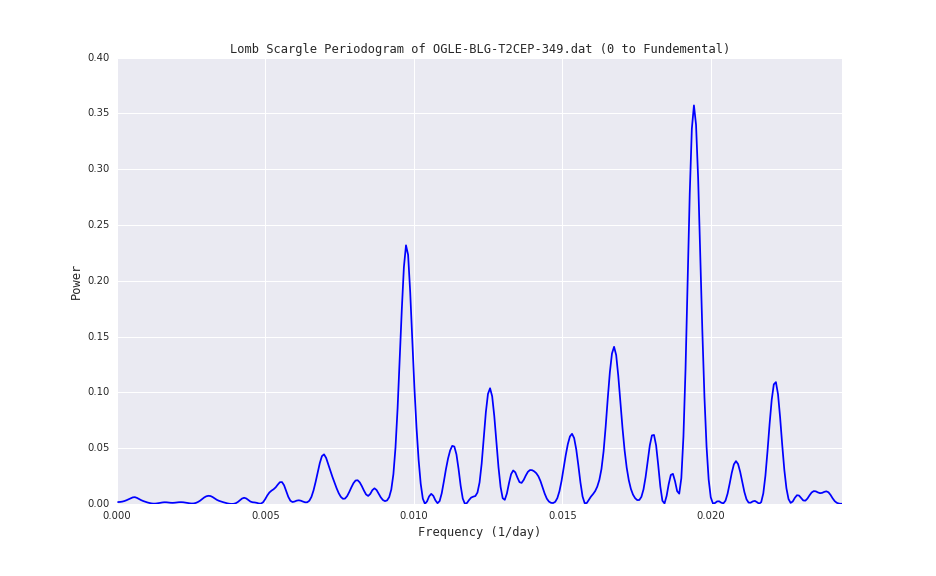 Lomb Scargle Periodogram of OGLE-BLG-T2CEP-349.dat (0 to Fundemental)
0.40
0.35
0.30
0.25
0.20
0.15
0.10
0.05
0.00
Power
0.000 0.005 0.010 0.015 0.020
Frequency (1/day)